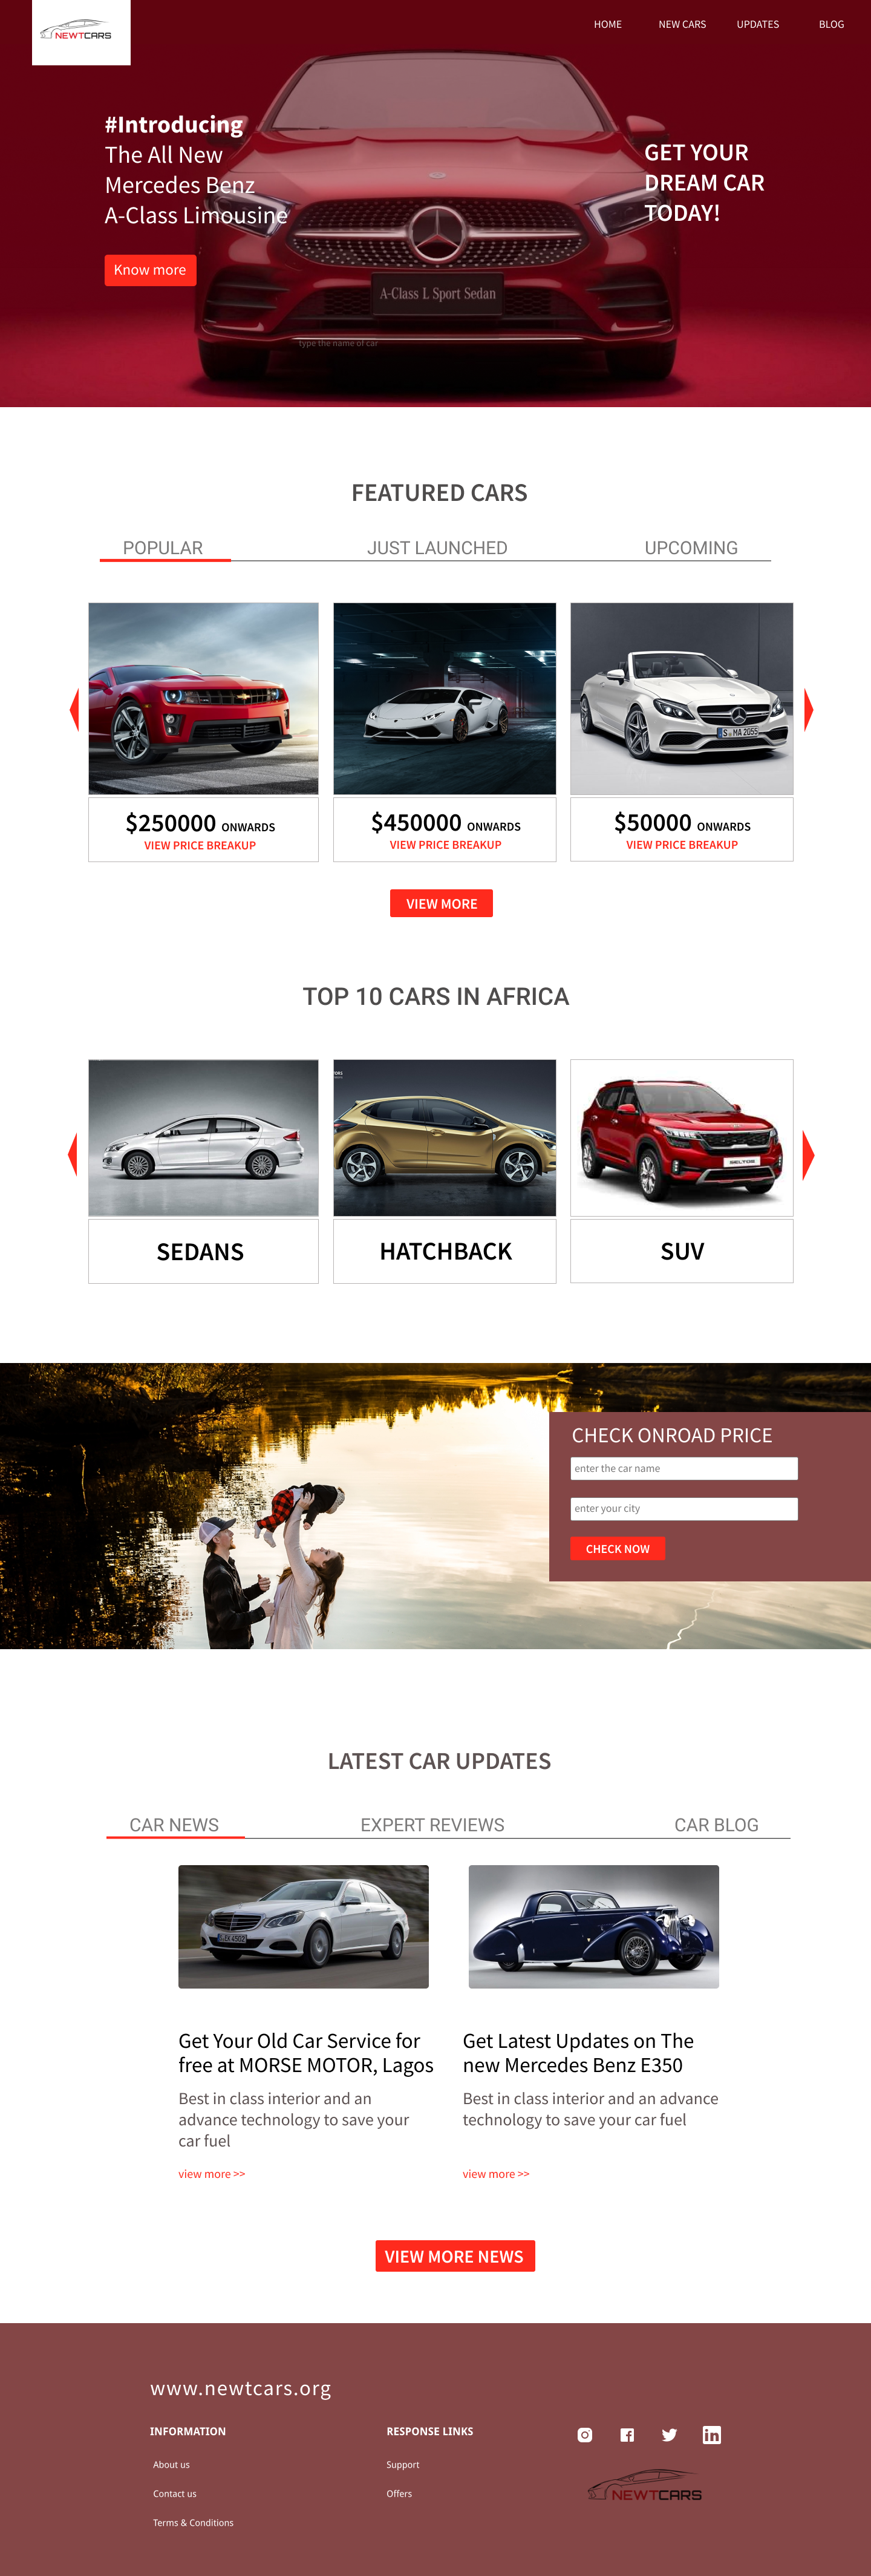 NEWTCARS
HOME
NEW CARS
UPDATES
BLOG
#Introducing
The All New
Mercedes Benz
A-Class Limousine
GET YOUR
DREAM CAR
TODAY!
Know more
A-Class L Sport Sedan
type the name of car
FEATURED CARS
POPULAR
JUST LAUNCHED
UPCOMING
S MA 2055
$250000 ONWARDS
VIEW PRICE BREAKUP
$450000 ONWARDS
VIEW PRICE BREAKUP
$50000 ONWARDS
VIEW PRICE BREAKUP
VIEW MORE
TOP 10 CARS IN AFRICA
SELTOS
SEDANS
HATCHBACK
SUV
CHECK ONROAD PRICE
enter the car name
enter your city
CHECK NOW
LATEST CAR UPDATES
CAR NEWS
EXPERT REVIEWS
CAR BLOG
Get Your Old Car Service for
free at MORSE MOTOR, Lagos
Best in class interior and an
advance technology to save your
car fuel
view more >>
Get Latest Updates on The
new Mercedes Benz E350
Best in class interior and an advance
technology to save your car fuel
view more >>
VIEW MORE NEWS
www.newtcars.org
INFORMATION
About us
Contact us
Terms & Conditions
RESPONSE LINKS
Support
Offers
in
NEWTCARS